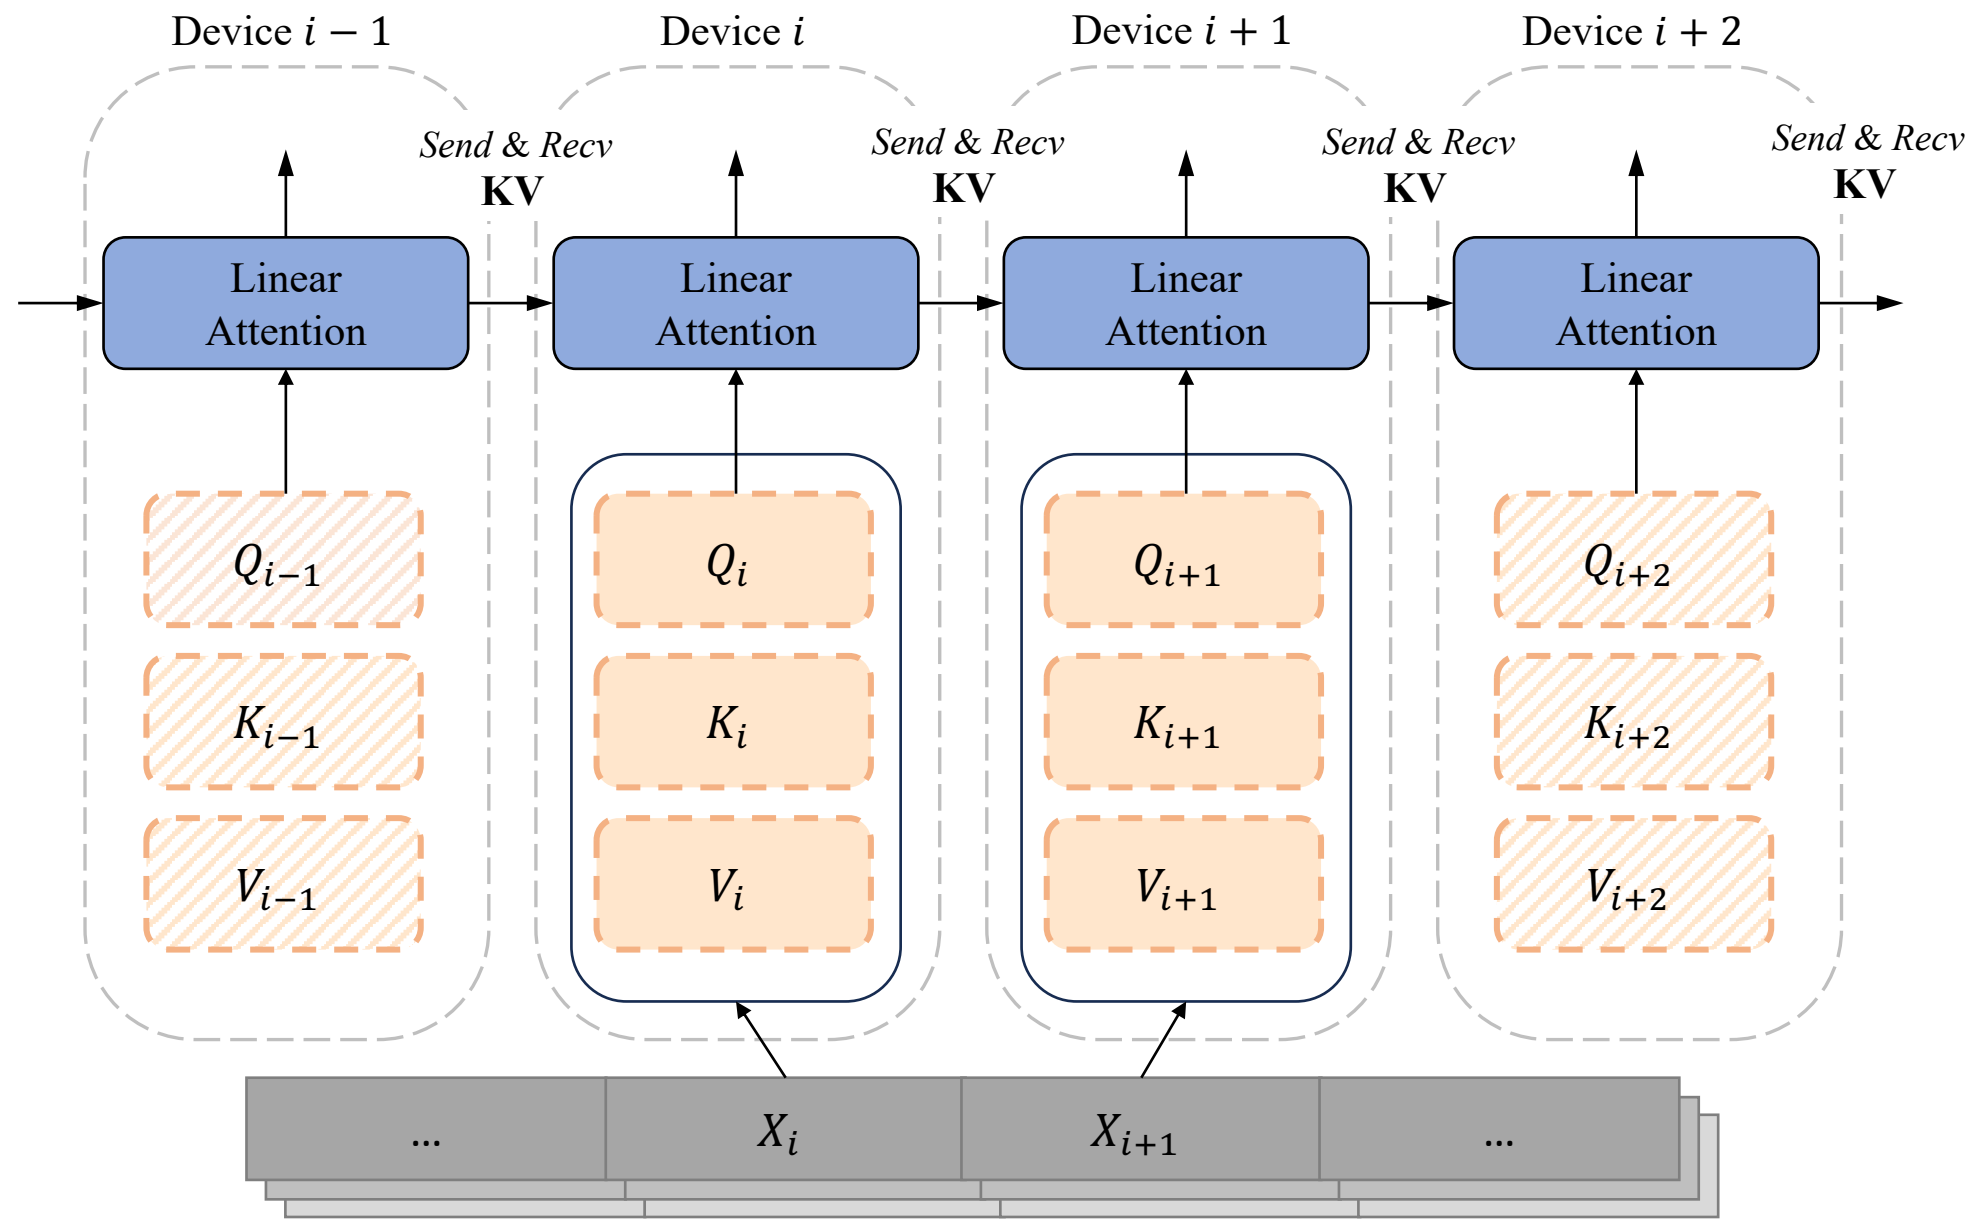 Device i − 1
Device i
Device i + 1
Device i + 2
Send & Recv
KV
Send & Recv
KV
Send & Recv
KV
Send & Recv
KV
Linear
Attention
Linear
Attention
Linear
Attention
Linear
Attention
Qᵢ₋₁
Qᵢ
Qᵢ₊₁
Qᵢ₊₂
Kᵢ₋₁
Kᵢ
Kᵢ₊₁
Kᵢ₊₂
Vᵢ₋₁
Vᵢ
Vᵢ₊₁
Vᵢ₊₂
...
Xᵢ
Xᵢ₊₁
...